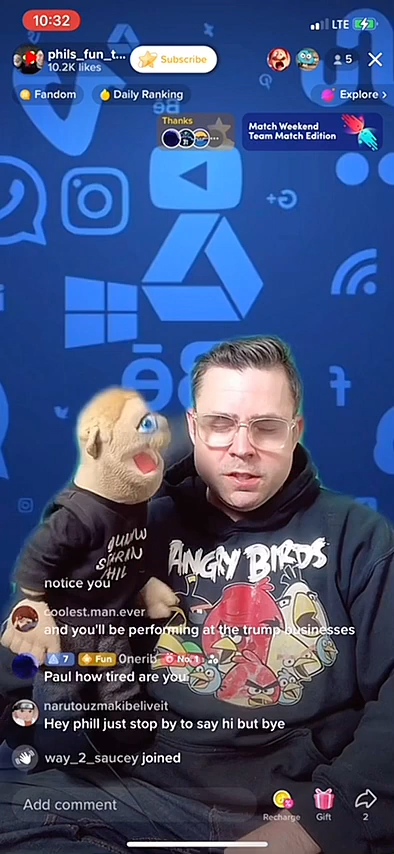 10:32
LTE
phils_fun_t...
10.2K likes
Subscribe
5
Fandom
Daily Ranking
Explore >
Thanks
Match Weekend
Team Match Edition
Bē
G+
Bē
ANGRY BIRDS
notice you
coolest.man.ever
and you'll be performing at the trump businesses
7
Fun
0nerib
No. 1
Paul how tired are you
narutouzmakibeliveit
Hey phill just stop by to say hi but bye
way_2_saucey joined
Add comment
Recharge
Gift
2